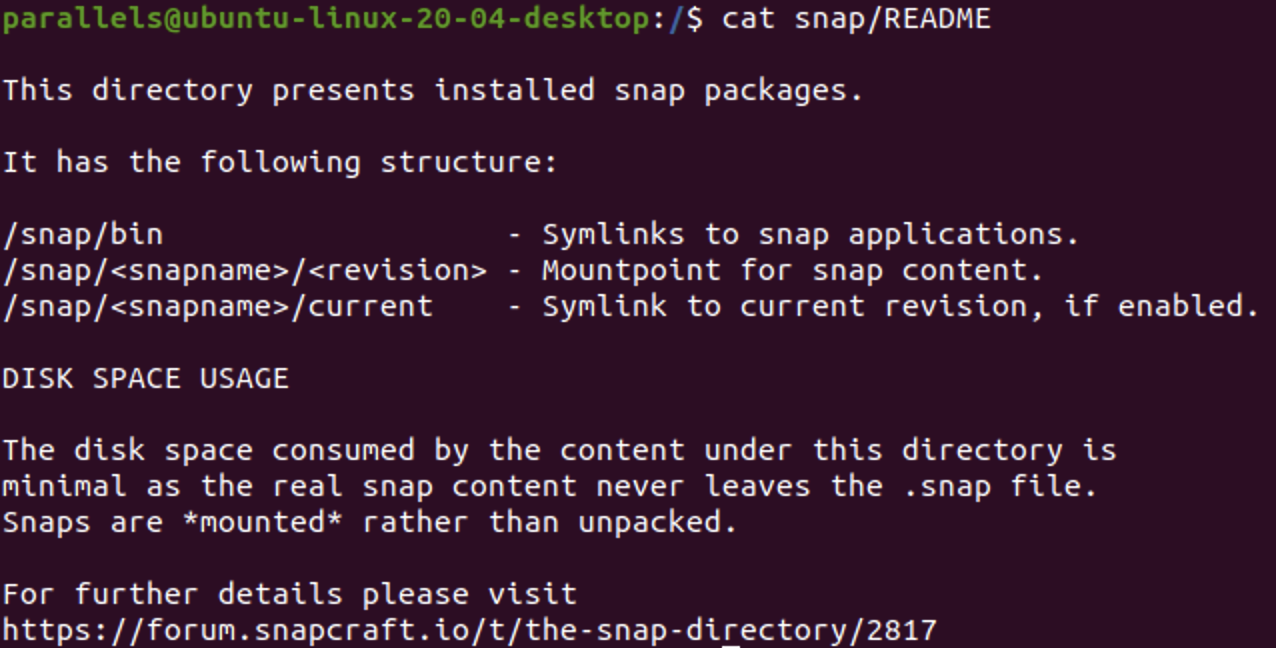 parallels@ubuntu-linux-20-04-desktop:/$ cat snap/README
This directory presents installed snap packages.
It has the following structure:
/snap/bin                   - Symlinks to snap applications.
/snap/<snapname>/<revision> - Mountpoint for snap content.
/snap/<snapname>/current    - Symlink to current revision, if enabled.
DISK SPACE USAGE
The disk space consumed by the content under this directory is
minimal as the real snap content never leaves the .snap file.
Snaps are *mounted* rather than unpacked.
For further details please visit
https://forum.snapcraft.io/t/the-snap-directory/2817